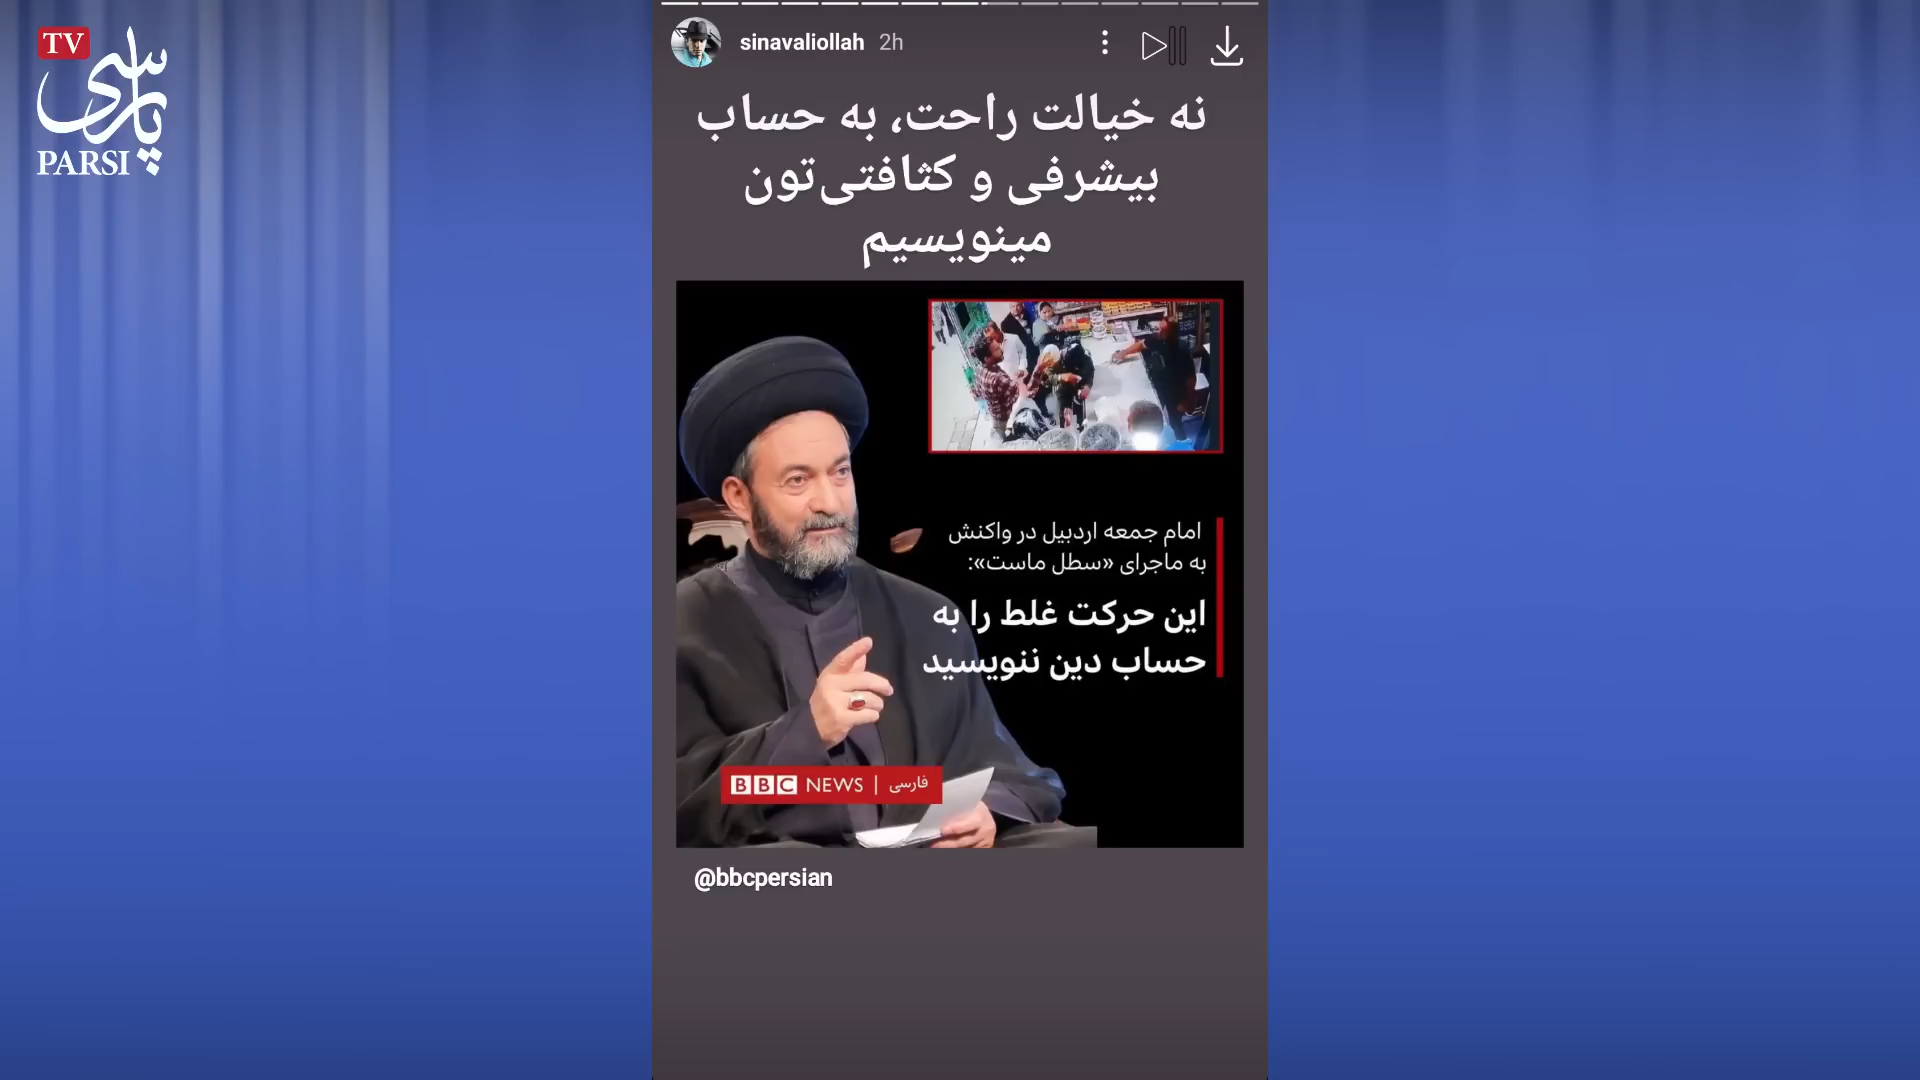 TV
پارسی
PARSI
sinavaliollah 2h
نه خیالت راحت، به حساب
بیشرفی و کثافتی‌تون
مینویسیم
امام جمعه اردبیل در واکنش
به ماجرای «سطل ماست»:
این حرکت غلط را به
حساب دین ننویسید
BBC NEWS | فارسی
@bbcpersian